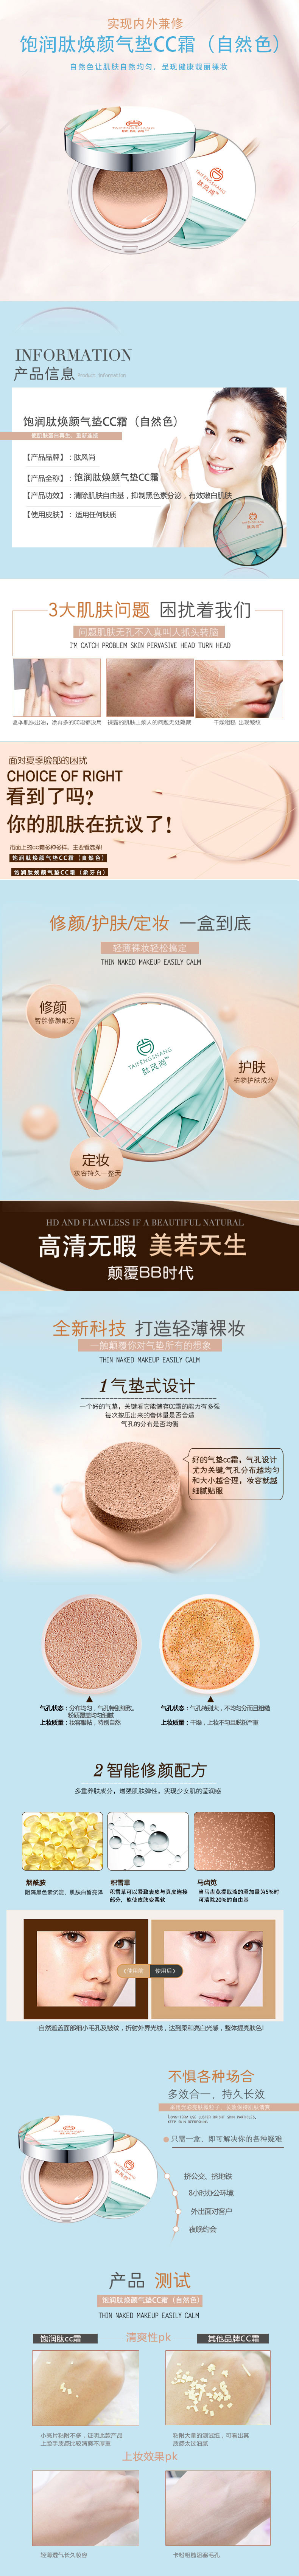 实现内外兼修
饱润肽焕颜气垫CC霜（自然色）
自然色让肌肤自然均匀，呈现健康靓丽裸妆
TAIFENGSHANG
肽风尚
INFORMATION
产品信息 Product Information
饱润肽焕颜气垫CC霜（自然色）
【产品品牌】：肽风尚
【产品全称】：饱润肽焕颜气垫CC霜
【产品功效】：清除肌肤自由基，抑制黑色素分泌，有效嫩白肌肤
【使用皮肤】：适用任何肤质
3大肌肤问题 困扰着我们
问题肌肤无孔不入真叫人抓头转脑
I'M CATCH PROBLEM SKIN PERVASIVE HEAD TURN HEAD
夏季肌肤出油，涂再多的CC霜都没用
裸露的肌肤上恼人的问题无处隐藏
干燥粗糙 出现皱纹
面对夏季脸部的困扰
CHOICE OF RIGHT
看到了吗?
你的肌肤在抗议了!
市面上的CC霜多种多样，主要看选择!
饱润肽焕颜气垫CC霜（自然色）
饱润肽焕颜气垫CC霜（象牙白）
修颜/护肤/定妆 一盒到底
轻薄裸妆轻松搞定
THIN NAKED MAKEUP EASILY CALM
修颜
智能修颜配方
TAIFENGSHANG
肽风尚
护肤
植物护肤成分
定妆
妆容持久一整天
HD AND FLAWLESS IF A BEAUTIFUL NATURAL
高清无暇 美若天生
颠覆BB时代
全新科技 打造轻薄裸妆
一触颠覆你对气垫所有的想象
THIN NAKED MAKEUP EASILY CALM
1气垫式设计
一个好的气垫，关键看它能储存CC霜的能力有多强
每次按压出来的膏体量是否合适
气孔的分布是否均衡
好的气垫cc霜，气孔设计
尤为关键,气孔分布越均匀
和大小越合理，妆容就越
细腻贴服
气孔状态：分布均匀，气孔特别细致，
粉质覆盖均匀细腻
上妆质量：妆容服帖，特别自然
气孔状态：气孔特别大，不均匀分而且粗糙
上妆质量：干燥，上妆不匀且脱粉严重
2智能修颜配方
多重养肤成分，增强肌肤弹性，实现少女肌的莹润感
烟酰胺
阻隔黑色素沉淀，肌肤白皙亮泽
积雪草
积雪草可以紧致表皮与真皮连接
部分，能使皮肤变柔软
马齿笕
当马齿笕提取液的添加量为5%时
可清除20%的自由基
使用前
使用后
自然遮盖面部细小毛孔及皱纹，折射外界光线，达到柔和亮白光感，整体提亮肤色!
不惧各种场合
多效合一，持久长效
只需一盒，即可解决你的各种疑难
挤公交，挤地铁
8小时办公环境
外出面对客户
夜晚约会
产品 测试
饱润肽焕颜气垫CC霜（自然色）
THIN NAKED MAKEUP EASILY CALM
清爽性pk
饱润肽cc霜
其他品牌CC霜
小亮片粘附不多，证明此款产品
上脸手质感比较清爽不厚重
粘附大量的测试纸，可看出其
质感太过油腻
上妆效果pk
轻薄透气长久妆容
卡粉粗糙脏塞毛孔